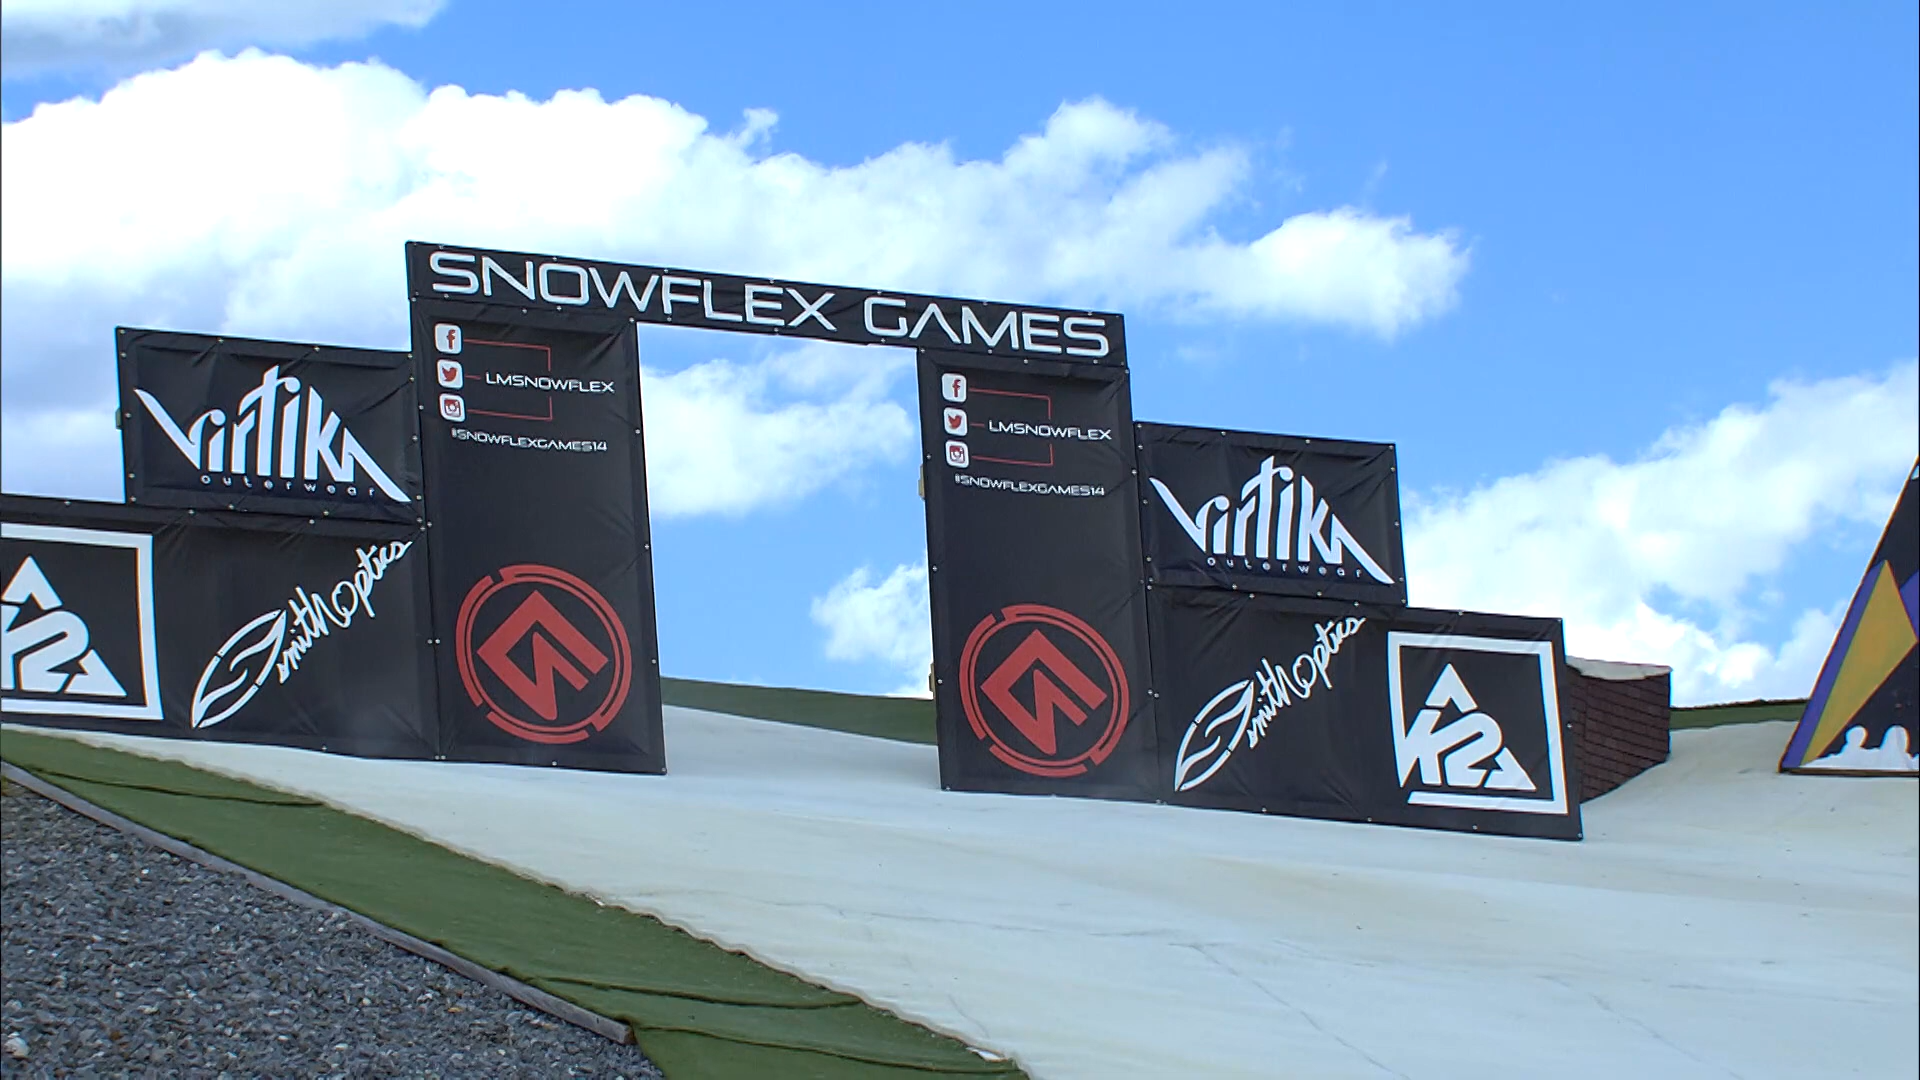 SNOWFLEX GAMES
LMSNOWFLEX
#SNOWFLEXGAMES14
LMSNOWFLEX
#SNOWFLEXGAMES14
Virtika
outerwear
Virtika
outerwear
K2
smith optics
smith optics
K2